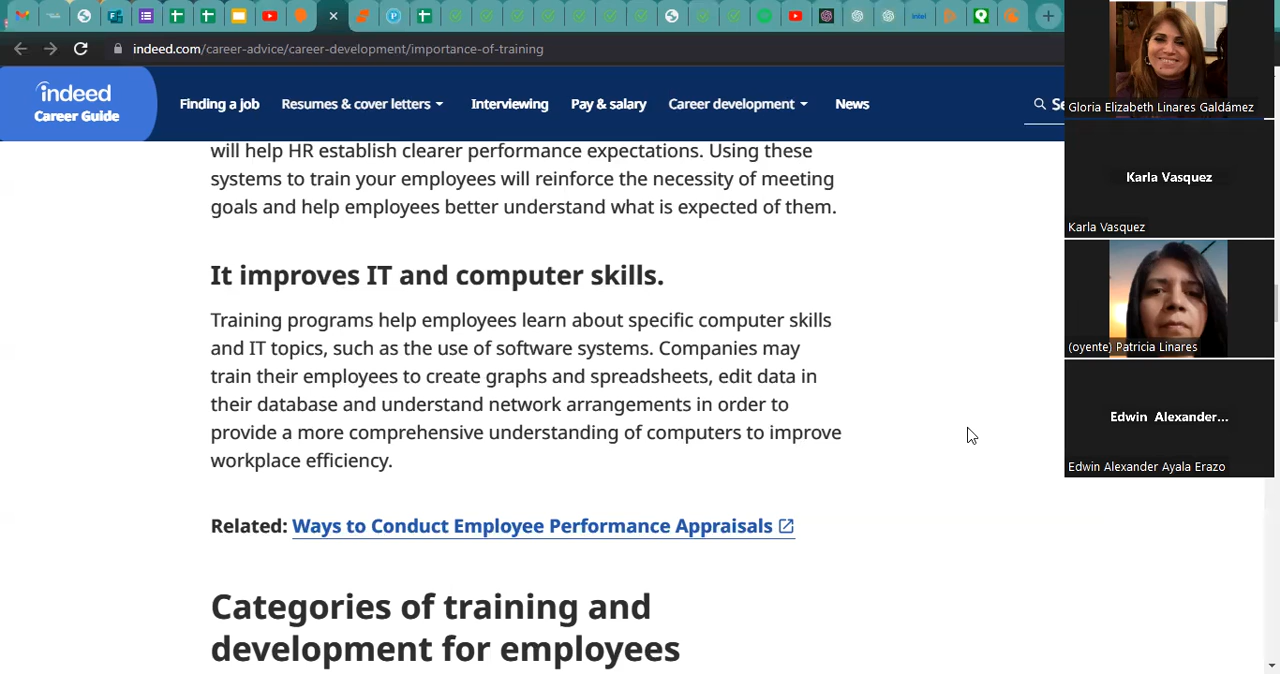 indeed.com/career-advice/career-development/importance-of-training
indeed
Career Guide
Finding a job
Resumes & cover letters
Interviewing
Pay & salary
Career development
News
will help HR establish clearer performance expectations. Using these
systems to train your employees will reinforce the necessity of meeting
goals and help employees better understand what is expected of them.
It improves IT and computer skills.
Training programs help employees learn about specific computer skills
and IT topics, such as the use of software systems. Companies may
train their employees to create graphs and spreadsheets, edit data in
their database and understand network arrangements in order to
provide a more comprehensive understanding of computers to improve
workplace efficiency.
Related: Ways to Conduct Employee Performance Appraisals
Categories of training and
development for employees
Gloria Elizabeth Linares Galdámez
Karla Vasquez
Karla Vasquez
(oyente) Patricia Linares
Edwin Alexander...
Edwin Alexander Ayala Erazo